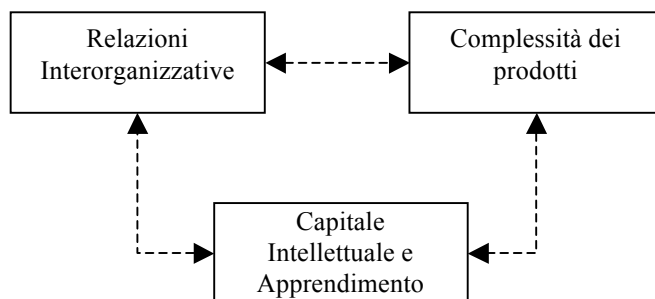 Relazioni
Interorganizzative
Complessità dei
prodotti
Capitale
Intellettuale e
Apprendimento